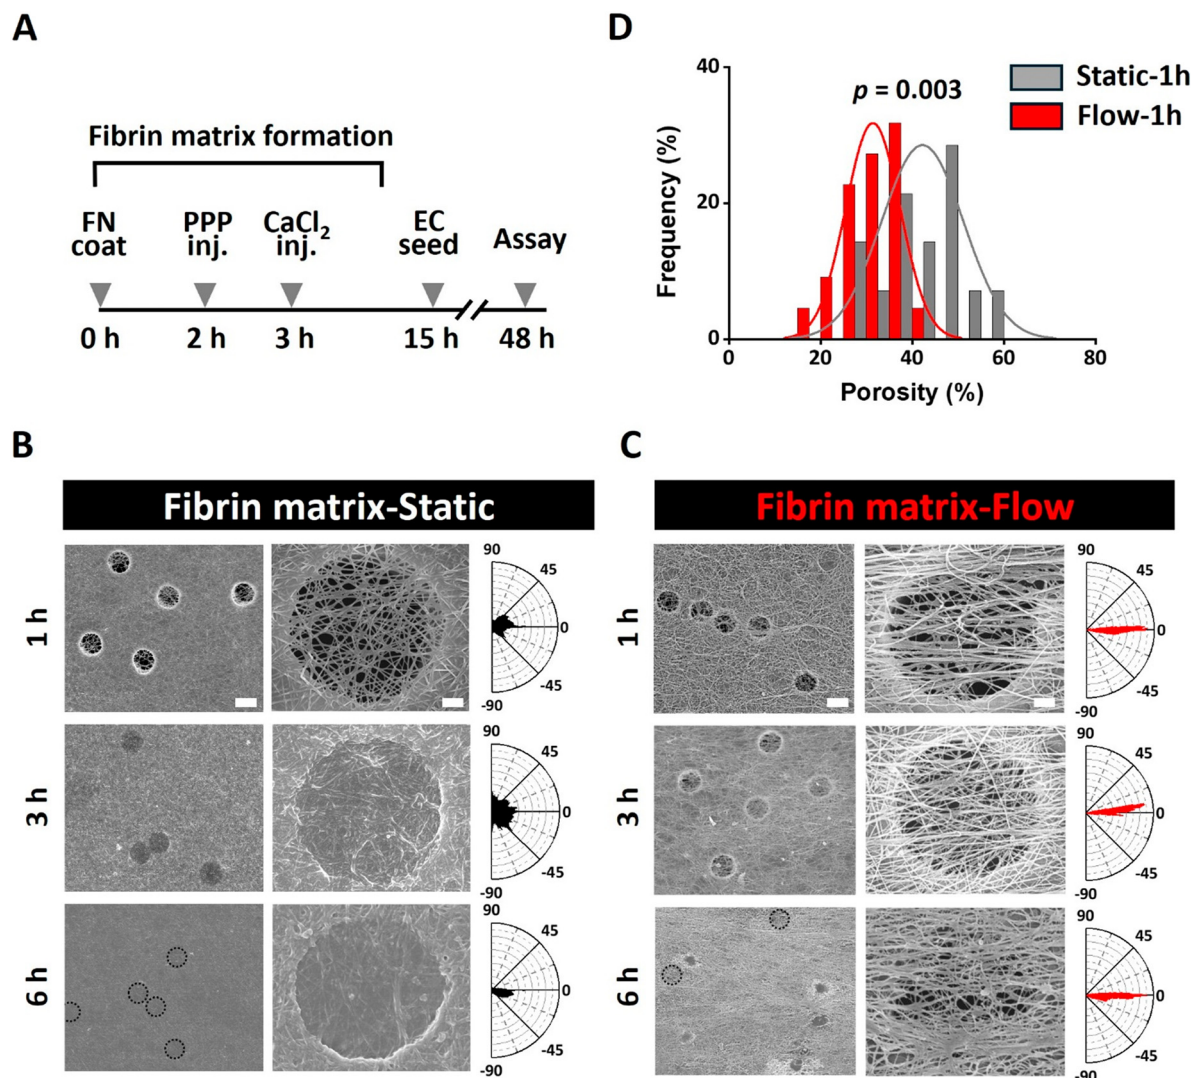 A
Fibrin matrix formation
FN coat
PPP inj.
CaCl₂ inj.
EC seed
Assay
0 h
2 h
3 h
15 h
48 h
D
p = 0.003
Static-1h
Flow-1h
Frequency (%)
40
20
0
0
20
40
60
80
Porosity (%)
B
Fibrin matrix-Static
1 h
90
45
0
-45
-90
3 h
90
45
0
-45
-90
6 h
90
45
0
-45
-90
C
Fibrin matrix-Flow
1 h
90
45
0
-45
-90
3 h
90
45
0
-45
-90
6 h
90
45
0
-45
-90